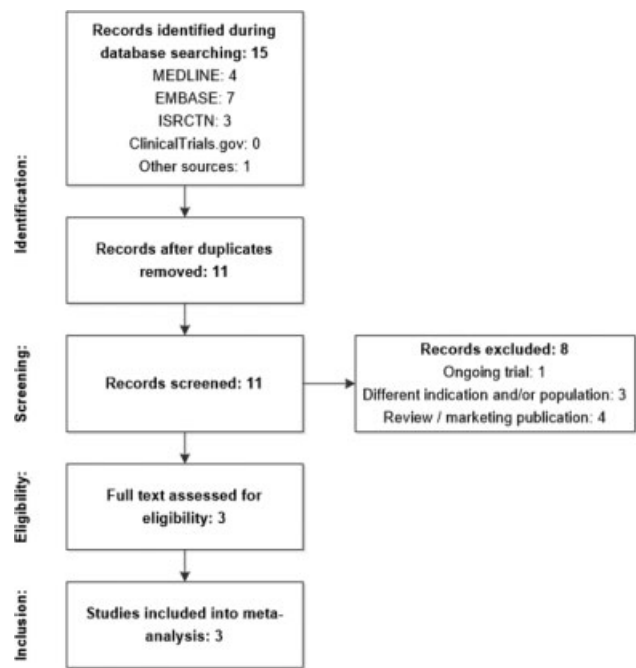 Identification:
Records identified during
database searching: 15
MEDLINE: 4
EMBASE: 7
ISRCTN: 3
ClinicalTrials.gov: 0
Other sources: 1
Records after duplicates
removed: 11
Screening:
Records screened: 11
Records excluded: 8
Ongoing trial: 1
Different indication and/or population: 3
Review / marketing publication: 4
Eligibility:
Full text assessed for
eligibility: 3
Inclusion:
Studies included into meta-
analysis: 3